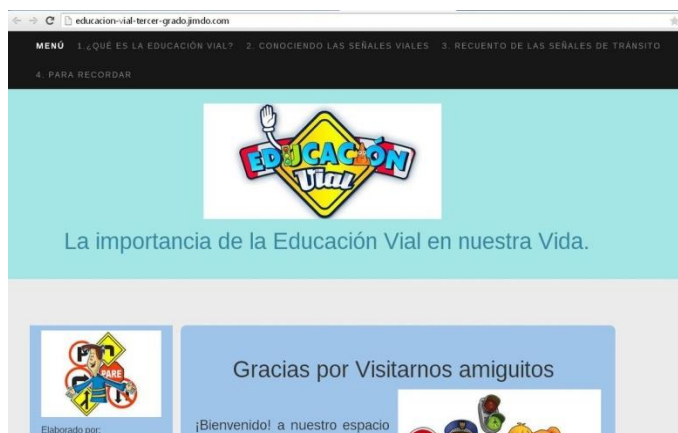 educacion-vial-tercer-grado.jimdo.com
MENÚ 1.¿QUÉ ES LA EDUCACIÓN VIAL? 2. CONOCIENDO LAS SEÑALES VIALES 3. RECUENTO DE LAS SEÑALES DE TRÁNSITO
4. PARA RECORDAR
EDUCACIÓN
Vial
La importancia de la Educación Vial en nuestra Vida.
P
PARE
Elaborado por:
Gracias por Visitarnos amiguitos
¡Bienvenido! a nuestro espacio